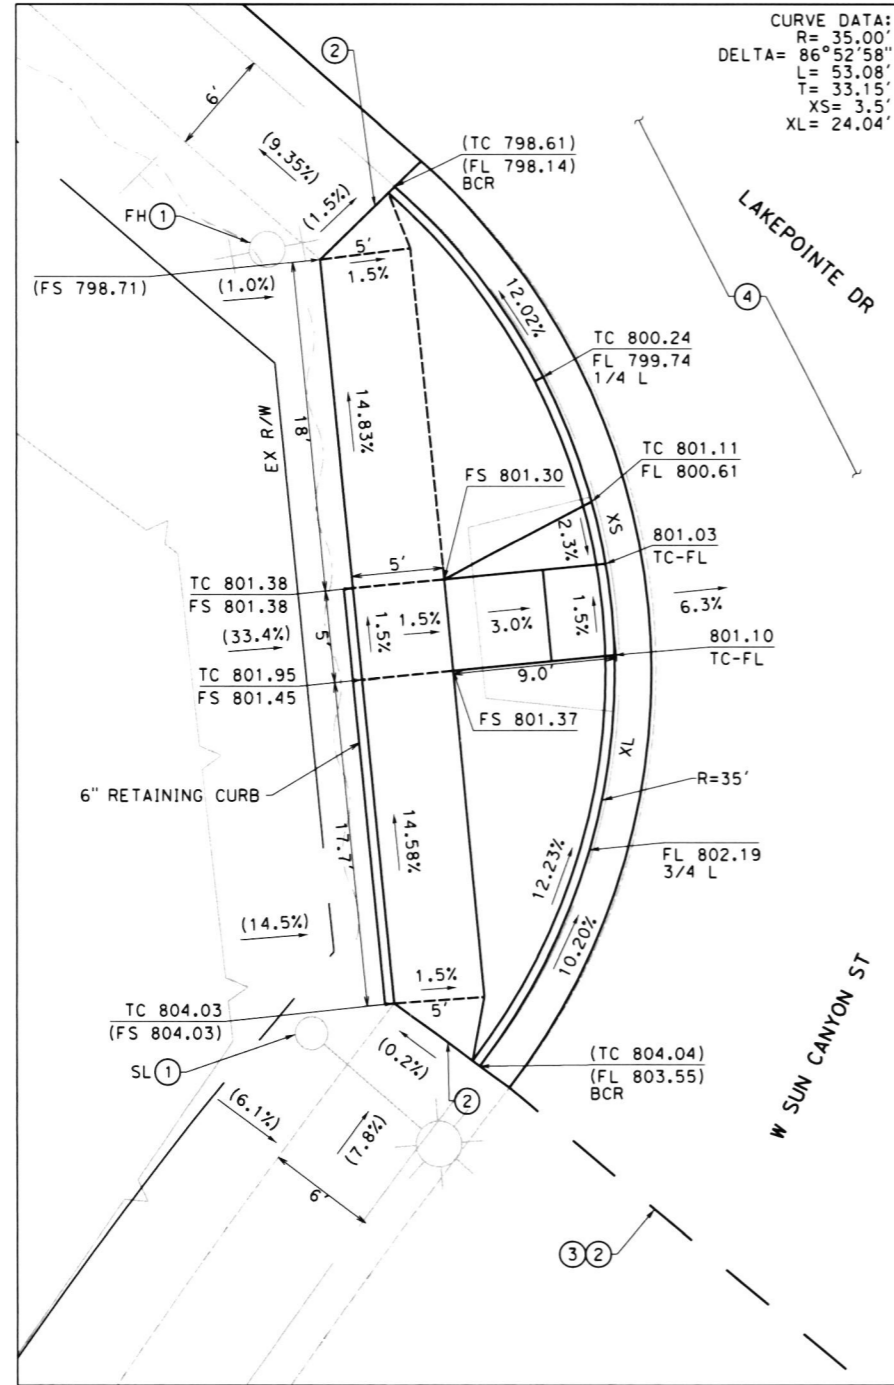 CURVE DATA:
R= 35.00'
DELTA= 86°52'58"
L= 53.08'
T= 33.15'
XS= 3.5'
XL= 24.04'
2
6'
(9.35%)
(1.5%)
(TC 798.61)
(FL 798.14)
BCR
LAKEPOINTE DR
4
FH 1
(FS 798.71)
(1.0%)
5'
1.5%
12.02%
TC 800.24
FL 799.74
1/4 L
EX R/W
18'
14.83%
TC 801.11
FL 800.61
FS 801.30
XS
2.3%
801.03
TC-FL
5'
TC 801.38
FS 801.38
(33.4%)
5'
1.5%
1.5%
3.0%
1.5%
6.3%
801.10
TC-FL
TC 801.95
FS 801.45
9.0'
FS 801.37
XL
6" RETAINING CURB
R=35'
17.7'
14.58%
12.23%
FL 802.19
3/4 L
(14.5%)
10.20%
1.5%
5'
TC 804.03
(FS 804.03)
SL 1
(0.2%)
2
(TC 804.04)
(FL 803.55)
BCR
W SUN CANYON ST
(6.1%)
(7.8%)
6'
3 2